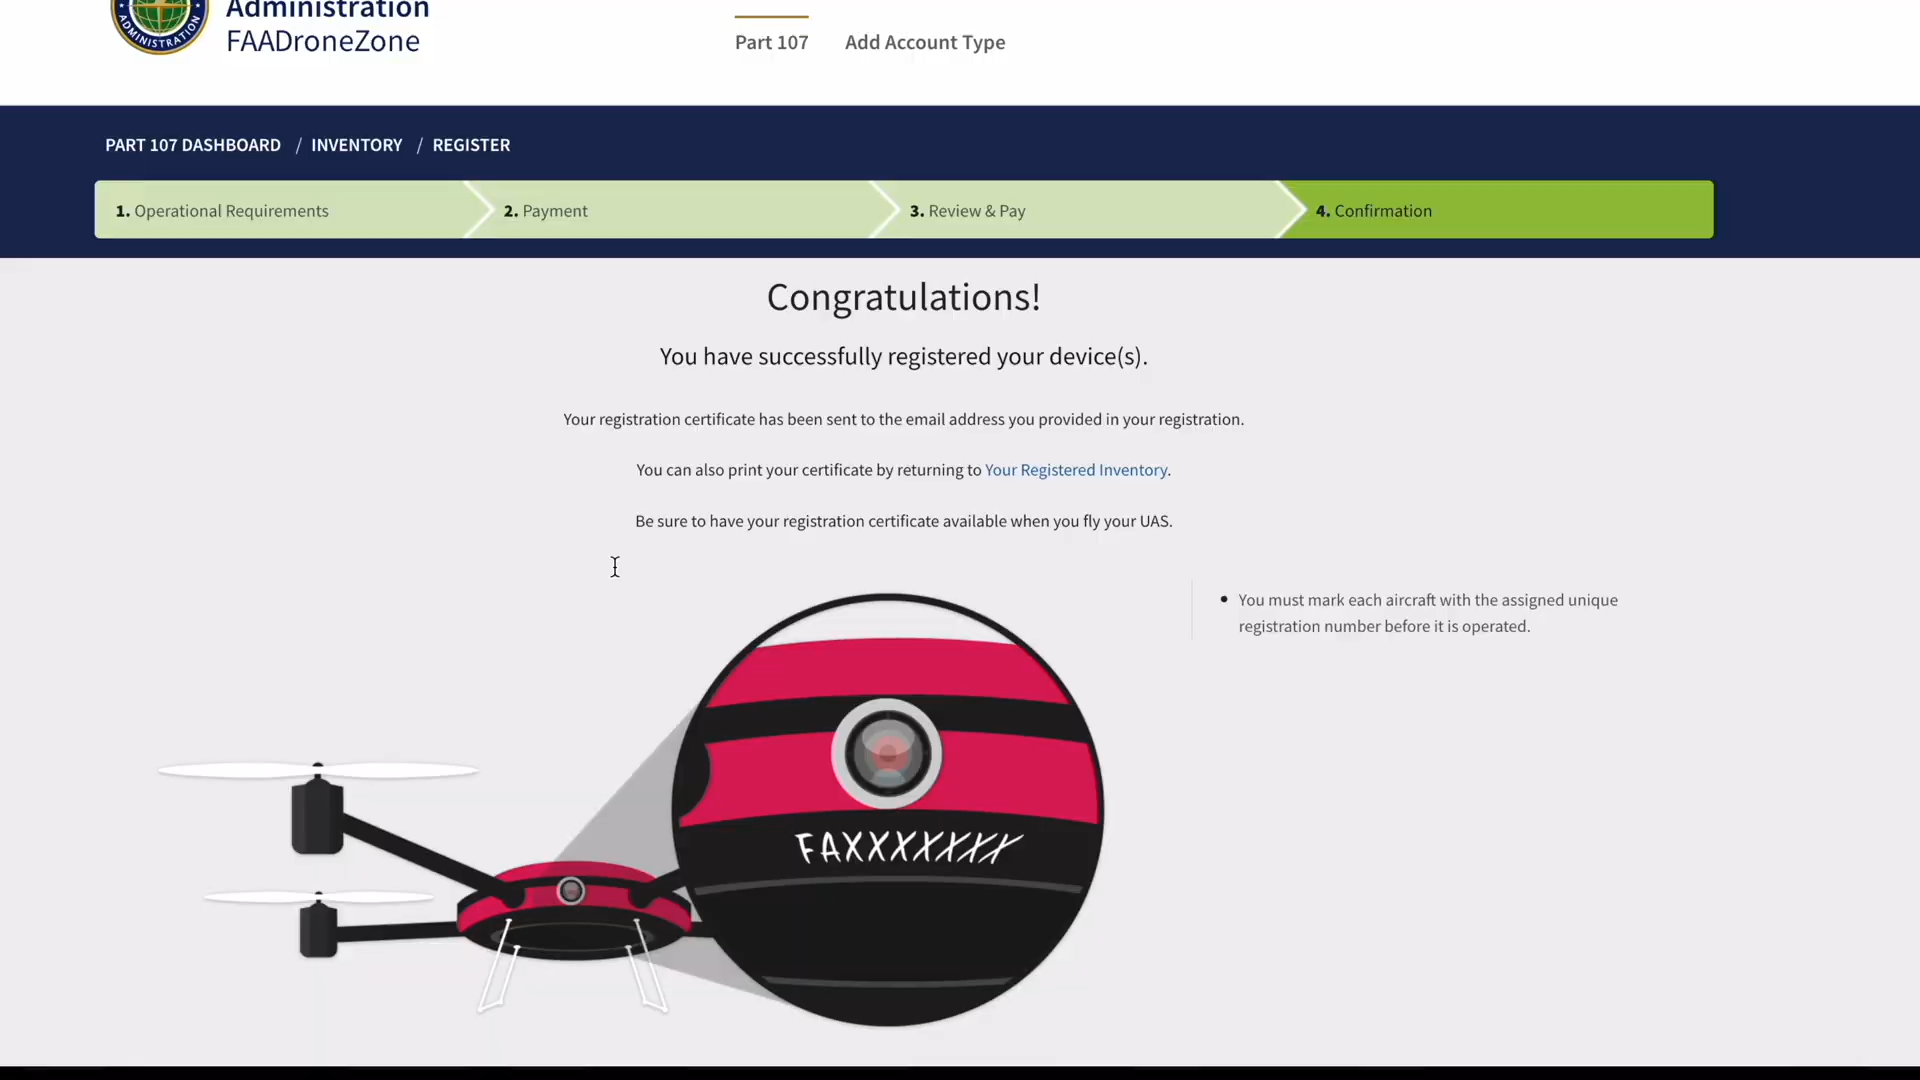 Administration
FAADroneZone
ADMINISTRATION
Part 107
Add Account Type
PART 107 DASHBOARD / INVENTORY / REGISTER
1. Operational Requirements
2. Payment
3. Review & Pay
4. Confirmation
Congratulations!
You have successfully registered your device(s).
Your registration certificate has been sent to the email address you provided in your registration.
You can also print your certificate by returning to Your Registered Inventory.
Be sure to have your registration certificate available when you fly your UAS.
• You must mark each aircraft with the assigned unique
registration number before it is operated.
FAXXXXXXXX